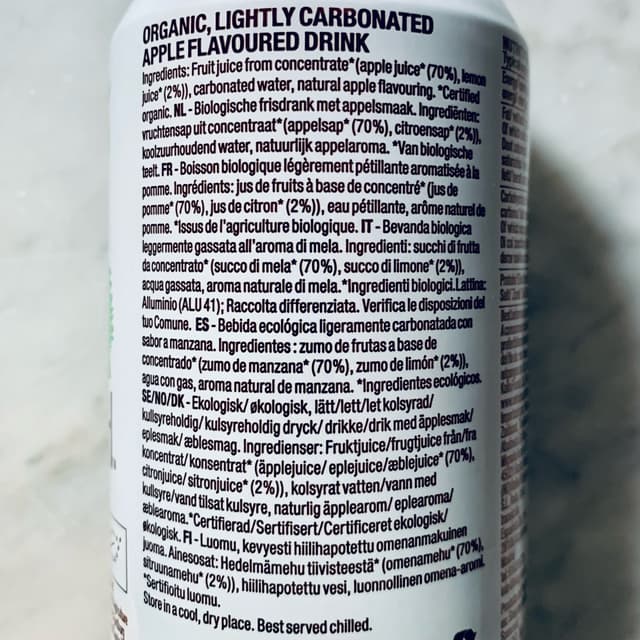 ORGANIC, LIGHTLY CARBONATED
APPLE FLAVOURED DRINK
Ingredients: Fruit juice from concentrate* (apple juice* (70%), lemon
juice* (2%)), carbonated water, natural apple flavouring. *Certified
organic. NL - Biologische frisdrank met appelsmaak. Ingrediënten:
vruchtensap uit concentraat* (appelsap* (70%), citroensap* (2%)),
koolzuurhoudend water, natuurlijk appelaroma. *Van biologische
teelt. FR - Boisson biologique légèrement pétillante aromatisée à la
pomme. Ingrédients: jus de fruits à base de concentré* (jus de
pomme* (70%), jus de citron* (2%)), eau pétillante, arôme naturel de
pomme. *Issus de l'agriculture biologique. IT - Bevanda biologica
leggermente gassata all'aroma di mela. Ingredienti: succhi di frutta
da concentrato* (succo di mela* (70%), succo di limone* (2%)),
acqua gassata, aroma naturale di mela. *Ingredienti biologici. Lattina:
Alluminio (ALU 41); Raccolta differenziata. Verifica le disposizioni del
tuo Comune. ES - Bebida ecológica ligeramente carbonatada con
sabor a manzana. Ingredientes : zumo de frutas a base de
concentrado* (zumo de manzana* (70%), zumo de limón* (2%)),
agua con gas, aroma natural de manzana. *Ingredientes ecológicos.
SE/NO/DK - Ekologisk/ økologisk, lätt/lett/let kolsyrad/
kullsyreholdig/ kulsyreholdig dryck/ drikke/drik med äpplesmak/
eplesmak/ æblesmag. Ingredienser: Fruktjuice/frugtjuice från/fra
koncentrat/ konsentrat* (äpplejuice/ eplejuice/æblejuice* (70%),
citronjuice/ sitronjuice* (2%)), kolsyrat vatten/vann med
kullsyre/vand tilsat kulsyre, naturlig äpplearom/ eplearoma/
æblearoma. *Certifierad/Sertifisert/Certificeret ekologisk/
økologisk. FI - Luomu, kevyesti hiilihapotettu omenanmakuinen
juoma. Ainesosat: Hedelmämehu tiivisteestä* (omenamehu* (70%),
sitruunamehu* (2%)), hiilihapotettu vesi, luonnollinen omena-aromi.
*Sertifioitu luomu.
Store in a cool, dry place. Best served chilled.